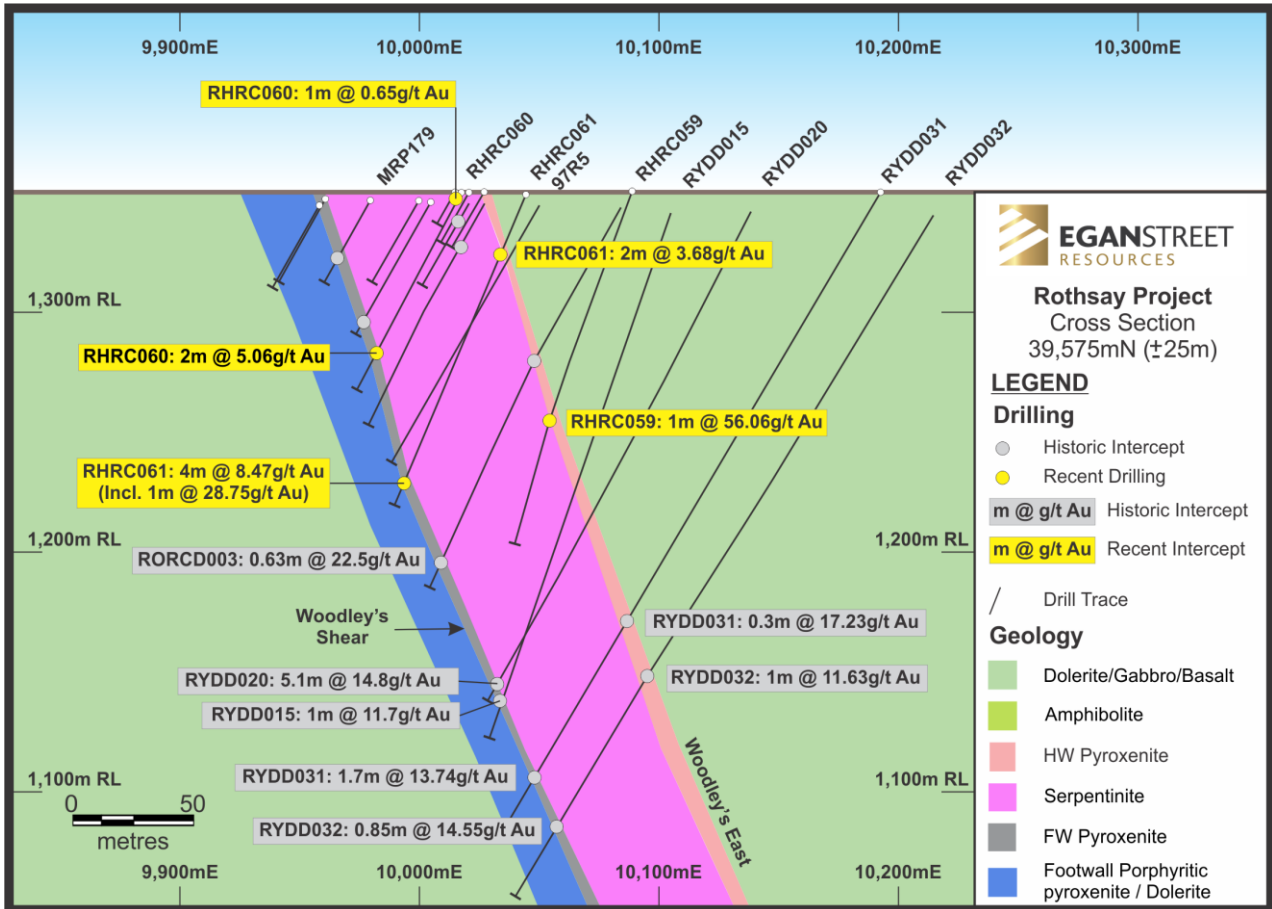 9,900mE
10,000mE
10,100mE
10,200mE
10,300mE
RHRC060: 1m @ 0.65g/t Au
MRP179
RHRC060
RHRC061
97R5
RHRC059
RYDD015
RYDD020
RYDD031
RYDD032
RHRC061: 2m @ 3.68g/t Au
1,300m RL
RHRC060: 2m @ 5.06g/t Au
RHRC059: 1m @ 56.06g/t Au
RHRC061: 4m @ 8.47g/t Au
(Incl. 1m @ 28.75g/t Au)
1,200m RL
1,200m RL
RORCD003: 0.63m @ 22.5g/t Au
Woodley's
Shear
RYDD031: 0.3m @ 17.23g/t Au
RYDD020: 5.1m @ 14.8g/t Au
RYDD032: 1m @ 11.63g/t Au
RYDD015: 1m @ 11.7g/t Au
RYDD031: 1.7m @ 13.74g/t Au
1,100m RL
1,100m RL
Woodley's East
0 50
metres
RYDD032: 0.85m @ 14.55g/t Au
9,900mE
10,000mE
10,100mE
10,200mE
EGANSTREET
RESOURCES
Rothsay Project
Cross Section
39,575mN (±25m)
LEGEND
Drilling
Historic Intercept
Recent Drilling
m @ g/t Au Historic Intercept
m @ g/t Au Recent Intercept
Drill Trace
Geology
Dolerite/Gabbro/Basalt
Amphibolite
HW Pyroxenite
Serpentinite
FW Pyroxenite
Footwall Porphyritic
pyroxenite / Dolerite